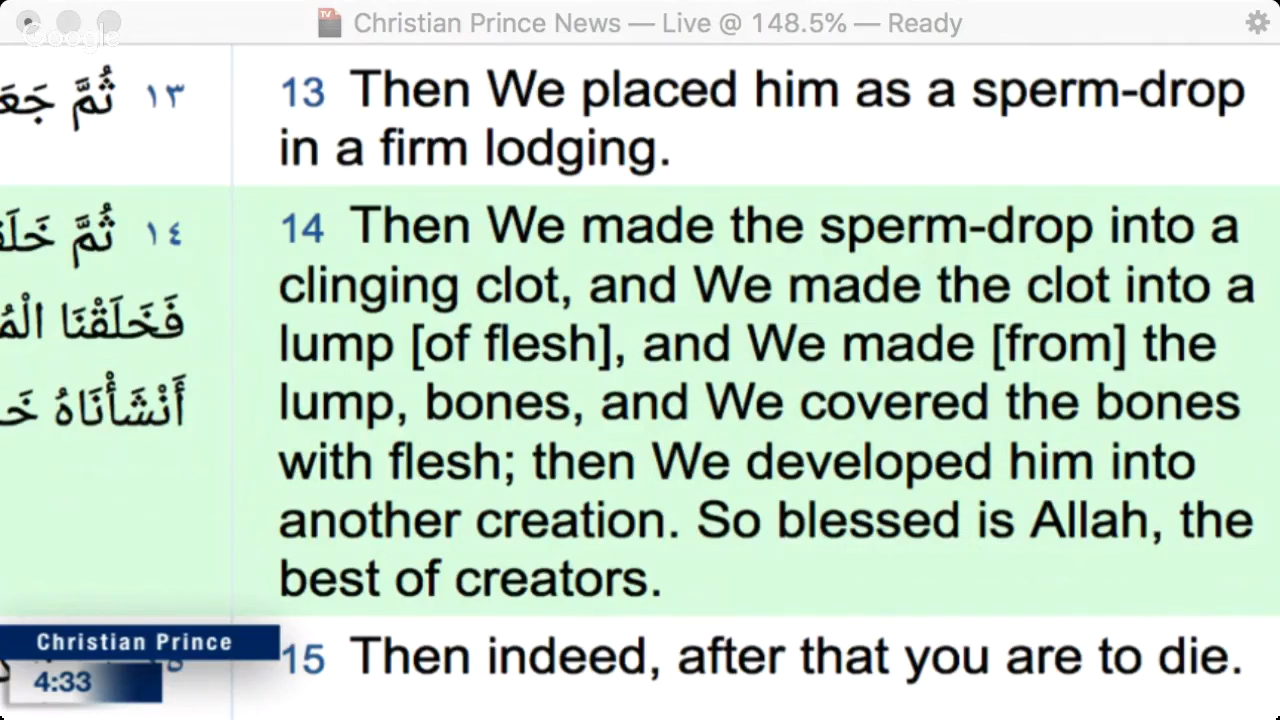 Christian Prince News — Live @ 148.5% — Ready
Google
١٣ ثُمَّ
13 Then We placed him as a sperm-drop
in a firm lodging.
١٤ ثُمَّ
فَخَلَقْنَا
أَنْشَأْنَاهُ
14 Then We made the sperm-drop into a
clinging clot, and We made the clot into a
lump [of flesh], and We made [from] the
lump, bones, and We covered the bones
with flesh; then We developed him into
another creation. So blessed is Allah, the
best of creators.
15 Then indeed, after that you are to die.
Christian Prince
4:33